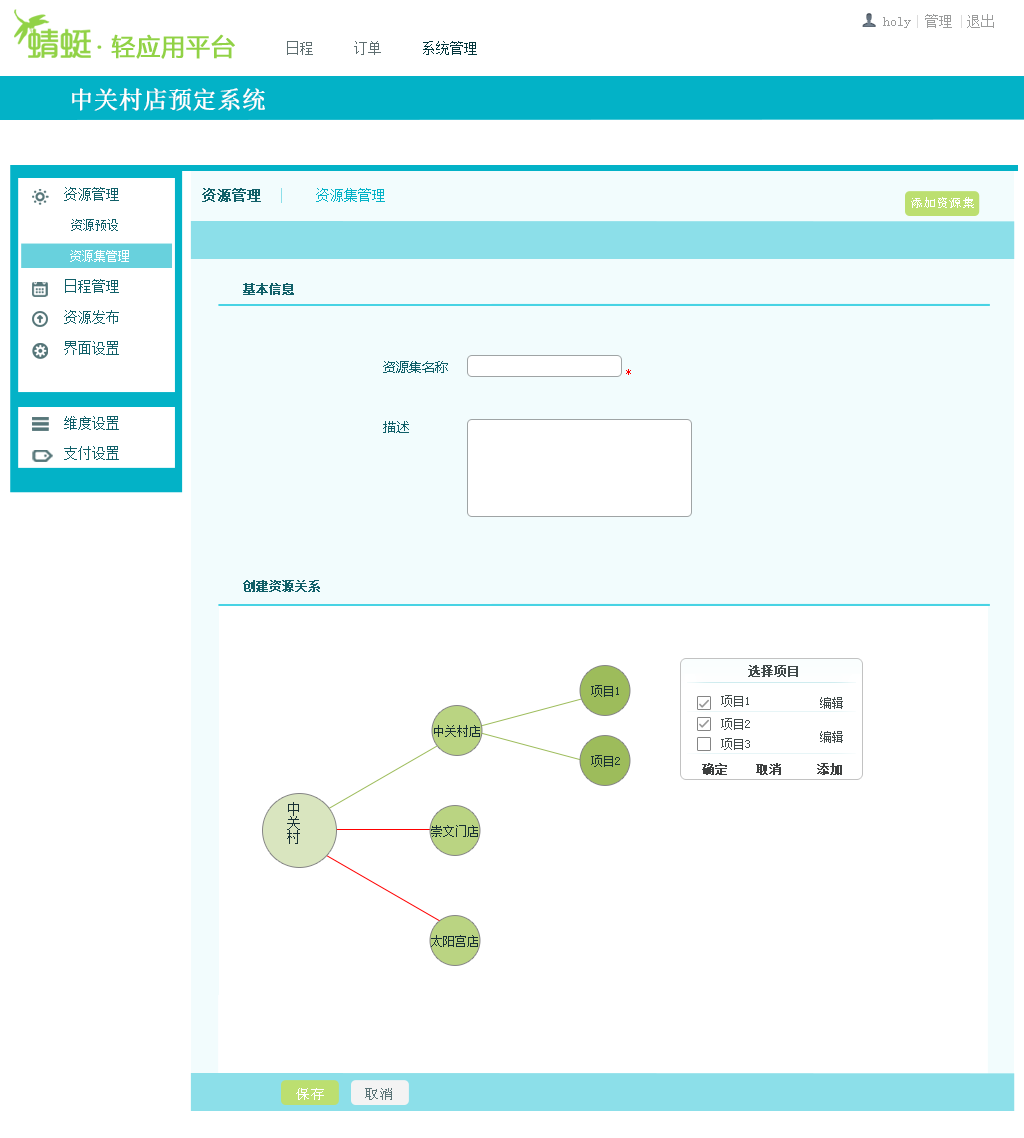 蜻蜓·轻应用平台
日程 订单 系统管理
holy 管理 退出
中关村店预定系统
资源管理
资源预设
资源集管理
日程管理
资源发布
界面设置
维度设置
支付设置
资源管理 资源集管理
添加资源集
基本信息
资源集名称 *
描述
创建资源关系
中关村
中关村店
崇文门店
太阳宫店
项目1
项目2
选择项目
项目1 编辑
项目2
项目3 编辑
确定 取消 添加
保存 取消